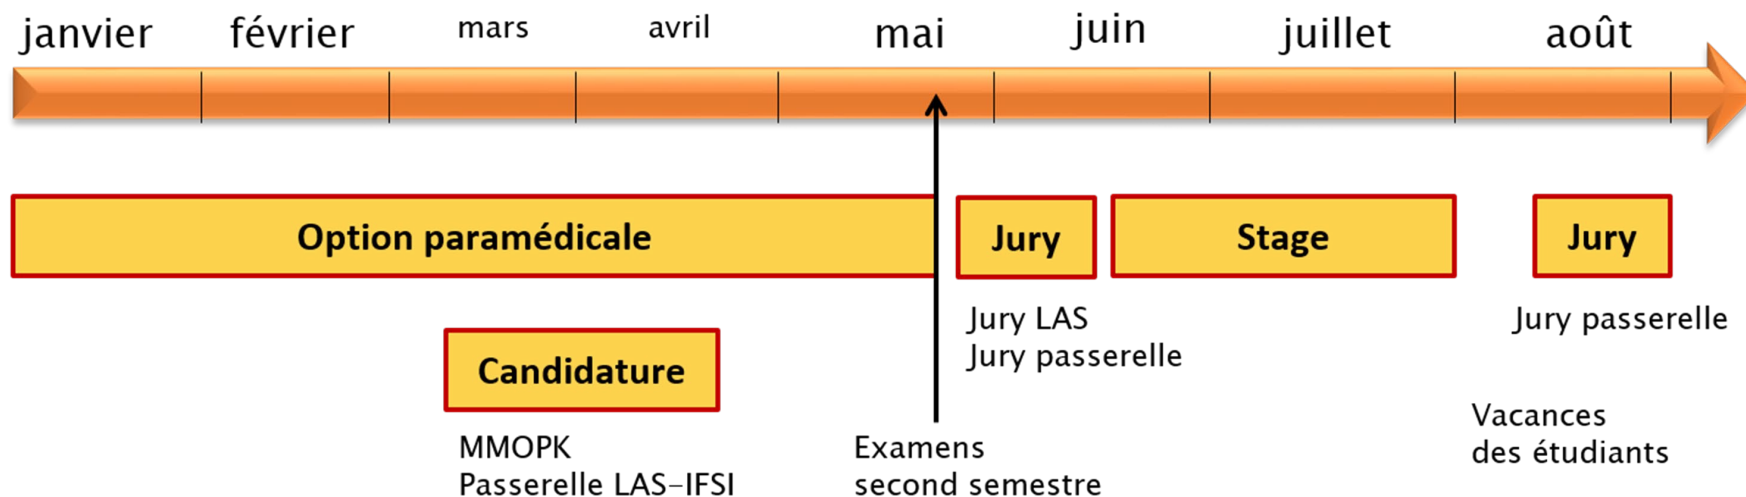 janvier février mars avril mai juin juillet août
Option paramédicale
Jury
Stage
Jury
Jury LAS
Jury passerelle
Jury passerelle
Candidature
MMOPK
Passerelle LAS-IFSI
Examens
second semestre
Vacances
des étudiants